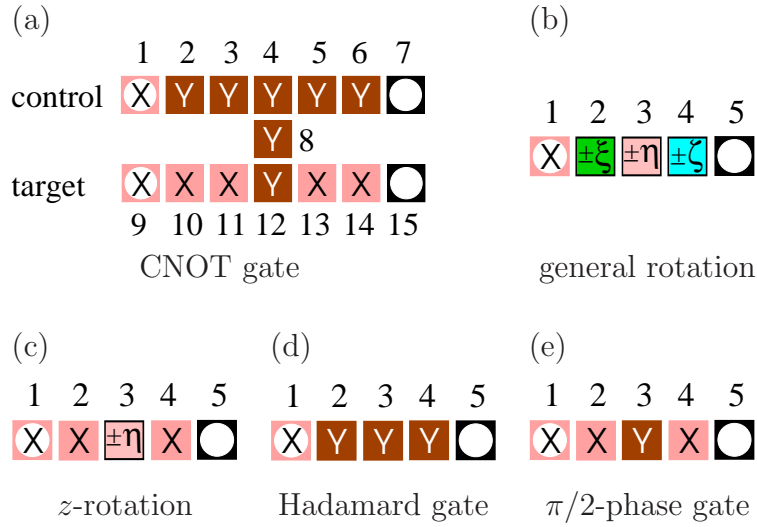 (a)
1 2 3 4 5 6 7
control X Y Y Y Y Y
Y 8
target X X X Y X X
9 10 11 12 13 14 15
CNOT gate
(b)
1 2 3 4 5
X ±ξ ±η ±ζ
general rotation
(c)
1 2 3 4 5
X X ±η X
z-rotation
(d)
1 2 3 4 5
X Y Y Y
Hadamard gate
(e)
1 2 3 4 5
X X Y X
π/2-phase gate